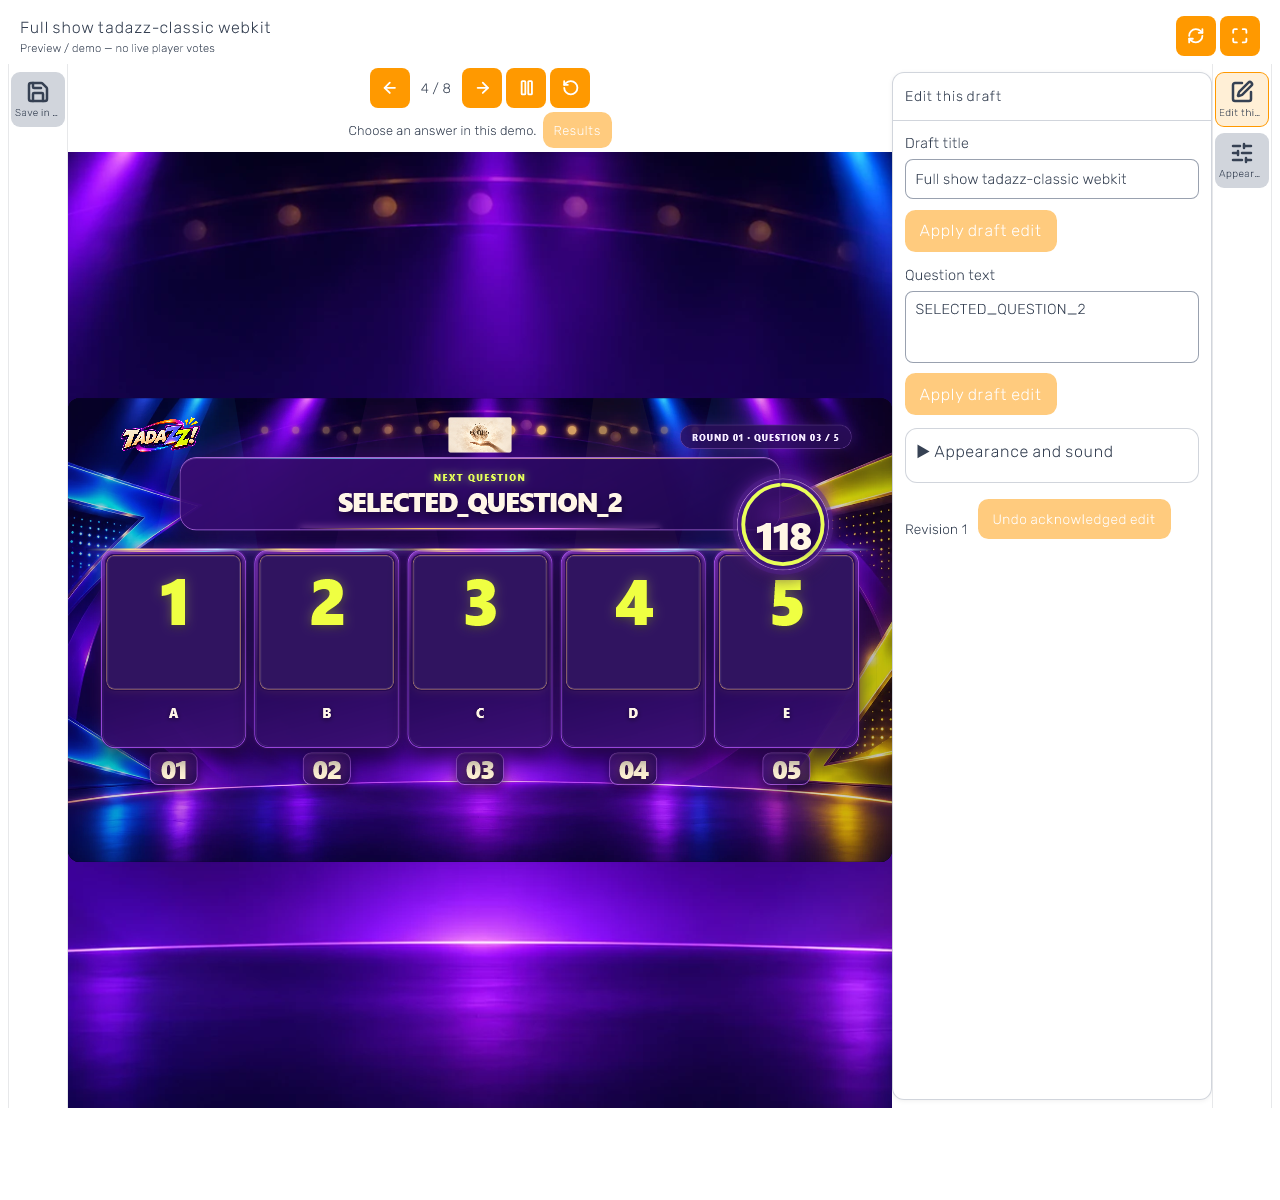 Full show tadazz-classic webkit
Preview / demo — no live player votes
Save in ..
4 / 8
Choose an answer in this demo.
Results
TADAZZ!
ROUND 01 · QUESTION 03 / 5
NEXT QUESTION
SELECTED_QUESTION_2
118
1
2
3
4
5
A
B
C
D
E
01
02
03
04
05
Edit this draft
Draft title
Full show tadazz-classic webkit
Apply draft edit
Question text
SELECTED_QUESTION_2
Apply draft edit
Appearance and sound
Revision 1
Undo acknowledged edit
Edit thi...
Appear...